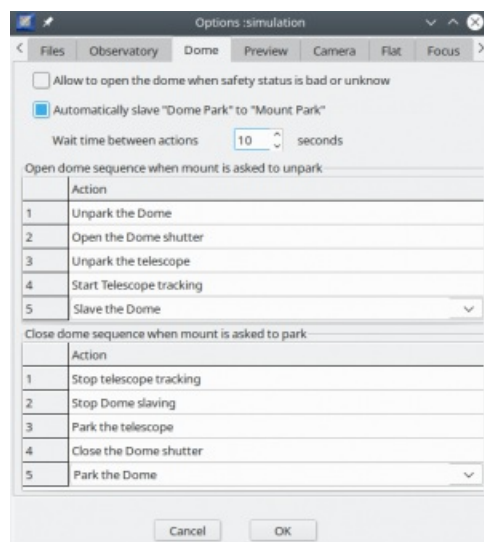 Options :simulation
Files Observatory Dome Preview Camera Flat Focus
Allow to open the dome when safety status is bad or unknow
Automatically slave "Dome Park" to "Mount Park"
Wait time between actions 10 seconds
Open dome sequence when mount is asked to unpark
Action
1 Unpark the Dome
2 Open the Dome shutter
3 Unpark the telescope
4 Start Telescope tracking
5 Slave the Dome
Close dome sequence when mount is asked to park
Action
1 Stop telescope tracking
2 Stop Dome slaving
3 Park the telescope
4 Close the Dome shutter
5 Park the Dome
Cancel OK